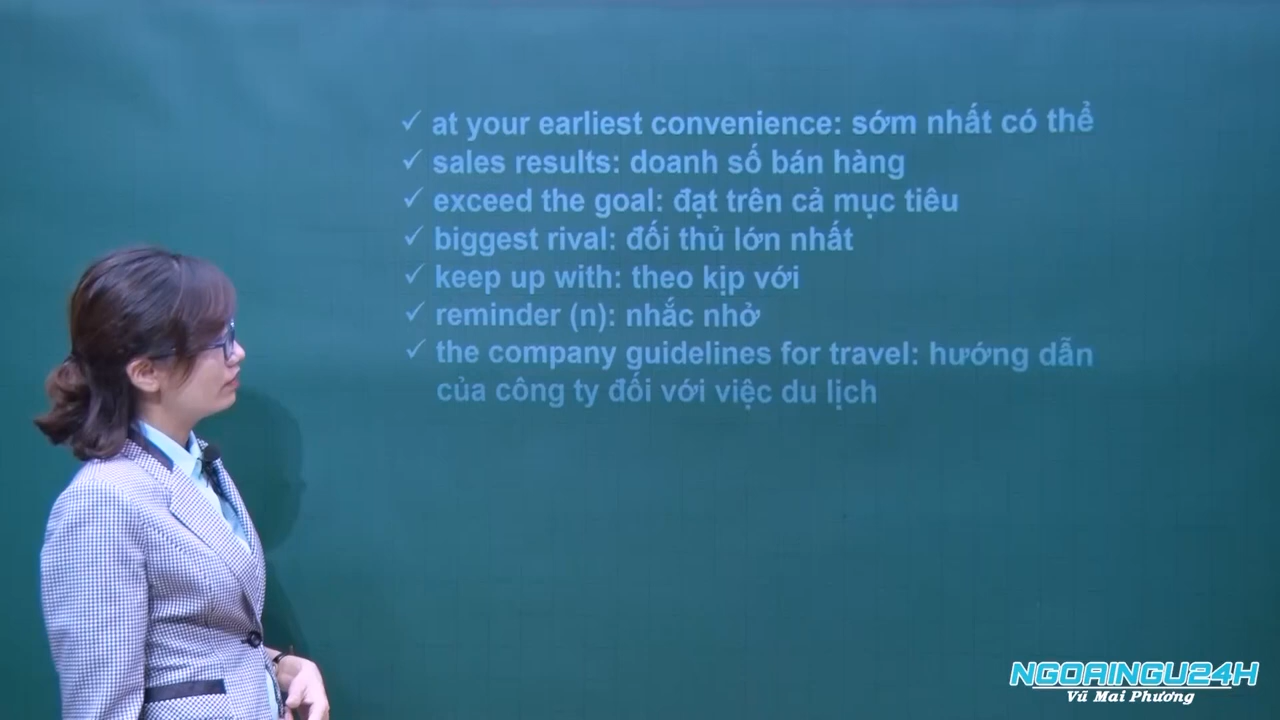 ✓ at your earliest convenience: sớm nhất có thể
✓ sales results: doanh số bán hàng
✓ exceed the goal: đạt trên cả mục tiêu
✓ biggest rival: đối thủ lớn nhất
✓ keep up with: theo kịp với
✓ reminder (n): nhắc nhở
✓ the company guidelines for travel: hướng dẫn
của công ty đối với việc du lịch
NGOAINGU24H
Vũ Mai Phương